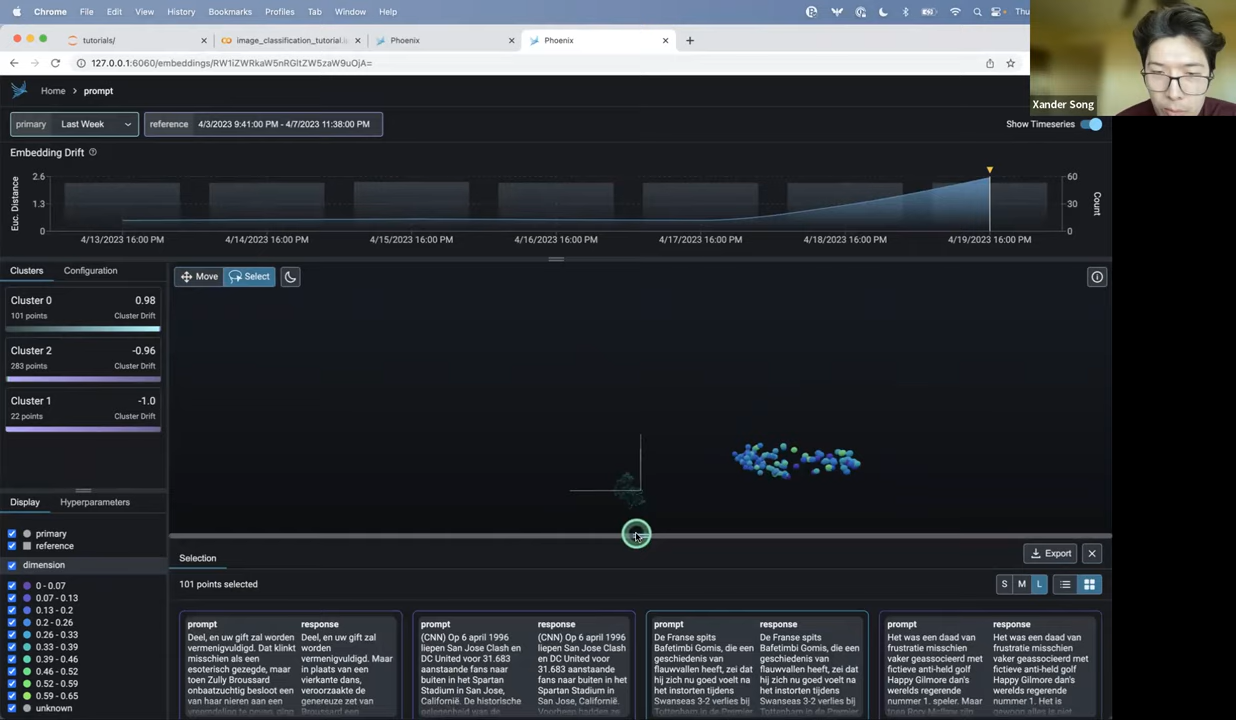 Chrome File Edit View History Bookmarks Profiles Tab Window Help Thu
tutorials/ image_classification_tutorial.i Phoenix Phoenix
127.0.0.1:6060/embeddings/RW1iZWRkaW5nRGltZW5zaW9uOjA=
Xander Song
Home > prompt
primary Last Week reference 4/3/2023 9:41:00 PM - 4/7/2023 11:38:00 PM Show Timeseries
Embedding Drift
Euc. Distance
2.6
1.3
0
60
30
0
Count
4/13/2023 16:00 PM 4/14/2023 16:00 PM 4/15/2023 16:00 PM 4/16/2023 16:00 PM 4/17/2023 16:00 PM 4/18/2023 16:00 PM 4/19/2023 16:00 PM
Clusters Configuration
Move Select
Cluster 0 0.98
101 points Cluster Drift
Cluster 2 -0.96
283 points Cluster Drift
Cluster 1 -1.0
22 points Cluster Drift
Display Hyperparameters
primary
reference
dimension
0 - 0.07
0.07 - 0.13
0.13 - 0.2
0.2 - 0.26
0.26 - 0.33
0.33 - 0.39
0.39 - 0.46
0.46 - 0.52
0.52 - 0.59
0.59 - 0.65
unknown
Selection Export
101 points selected S M L
prompt
Deel, en uw gift zal worden
vermenigvuldigd. Dat klinkt
misschien als een
esoterische zegging, maar
toen Zully Broussard
onbaatzuchtig besloot een
response
Deel, en uw gift zal
worden
vermenigvuldigd. Maar
in plaats van een
vierkante dans,
veroorzaakte de
genereuze zet van
prompt
(CNN) Op 6 april 1996
liepen San Jose Clash en
DC United voor 31.683
aanstaande fans naar
buiten in het Spartan
Stadium in San Jose,
Californië. De historische
response
(CNN) Op 6 april 1996
liepen San Jose Clash
en DC United voor
31.683 aanstaande fans
naar buiten in het
Spartan Stadium in San
Jose, Californië.
prompt
De Franse spits
Bafetimbi Gomis, die een
geschiedenis van
flauwvallen heeft, zei dat
hij zich nu goed voelt na
het instorten tijdens
Swanseas 3-2 verlies bij
response
De Franse spits
Bafetimbi Gomis, die
een geschiedenis van
flauwvallen heeft, zei
dat hij zich nu goed
voelt na het instorten
tijdens Swanseas 3-2
prompt
Het was een daad van
frustratie misschien
vaker geassocieerd met
fictieve anti-held golf
Happy Gilmore dan's
werelds regerende
nummer 1. speler. Maar
response
Het was een daad van
frustratie misschien
vaker geassocieerd met
fictieve anti-held golf
Happy Gilmore dan's
werelds regerende
nummer 1. Het is